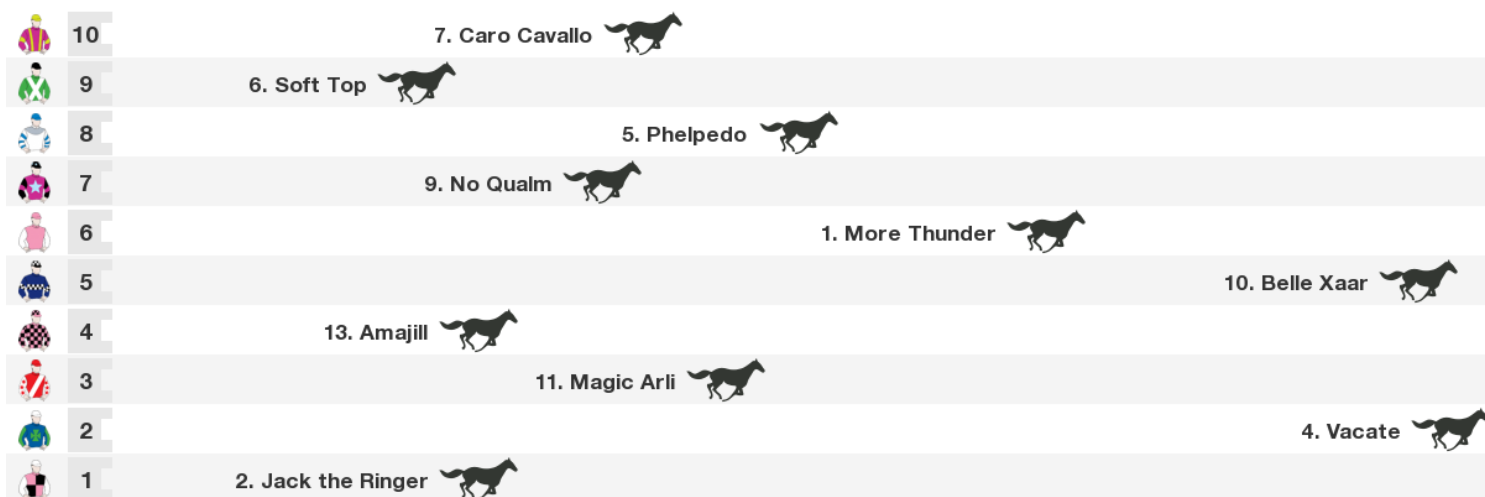 10 7. Caro Cavallo
9 6. Soft Top
8 5. Phelpedo
7 9. No Qualm
6 1. More Thunder
5 10. Belle Xaar
4 13. Amajill
3 11. Magic Arli
2 4. Vacate
1 2. Jack the Ringer